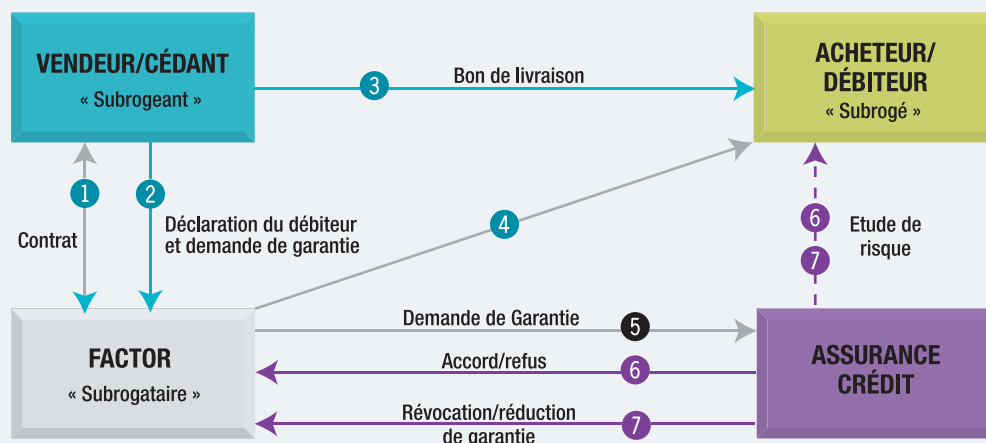 VENDEUR/CÉDANT
« Subrogeant »
3
Bon de livraison
ACHETEUR/
DÉBITEUR
« Subrogé »
1
2
Contrat
Déclaration du débiteur
et demande de garantie
4
6
7
Etude de
risque
FACTOR
« Subrogataire »
Demande de Garantie
5
Accord/refus
6
Révocation/réduction
de garantie
7
ASSURANCE
CRÉDIT